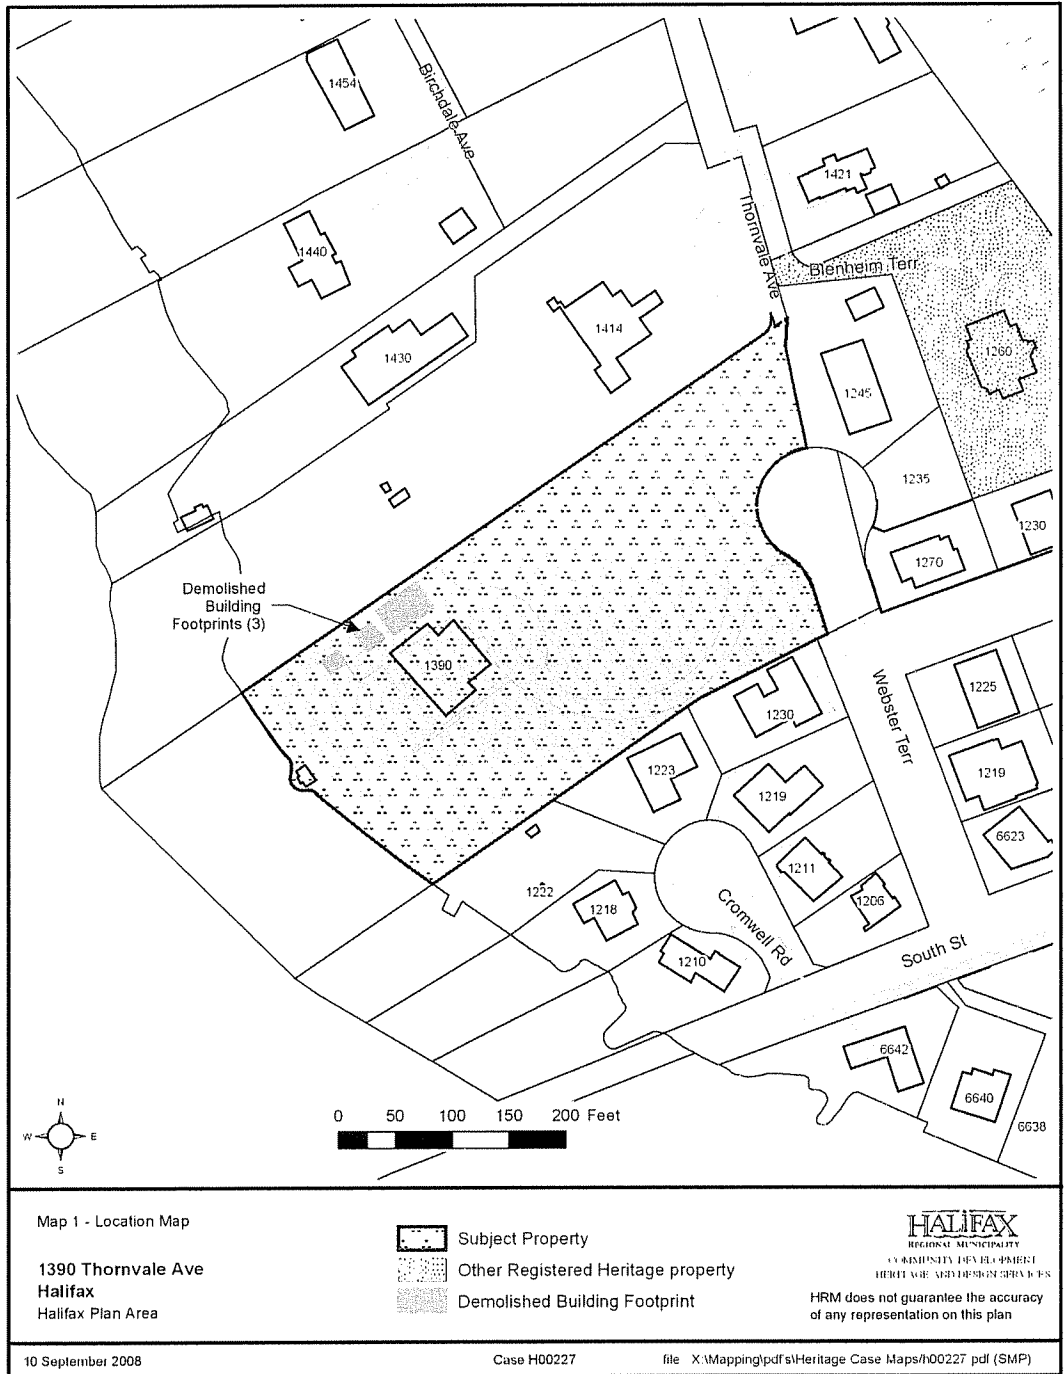 1454
Birchdale Ave
1421
Thornvale Ave
1440
Blenheim Terr
1414
1430
1260
1245
1235
1230
1270
Demolished
Building
Footprints (3)
1390
Webster Terr
1225
1230
1223
1219
1219
6623
1211
1222
1206
1218
Cromwell Rd
1210
South St
6642
6640
6638
N
W E
S
0 50 100 150 200 Feet
Map 1 - Location Map
1390 Thornvale Ave
Halifax
Halifax Plan Area
Subject Property
Other Registered Heritage property
Demolished Building Footprint
HALIFAX
REGIONAL MUNICIPALITY
COMMUNITY DEVELOPMENT
HERITAGE AND DESIGN SERVICES
HRM does not guarantee the accuracy
of any representation on this plan
10 September 2008
Case H00227
file X:\Mapping\pdf's\Heritage Case Maps/h00227 pdf (SMP)